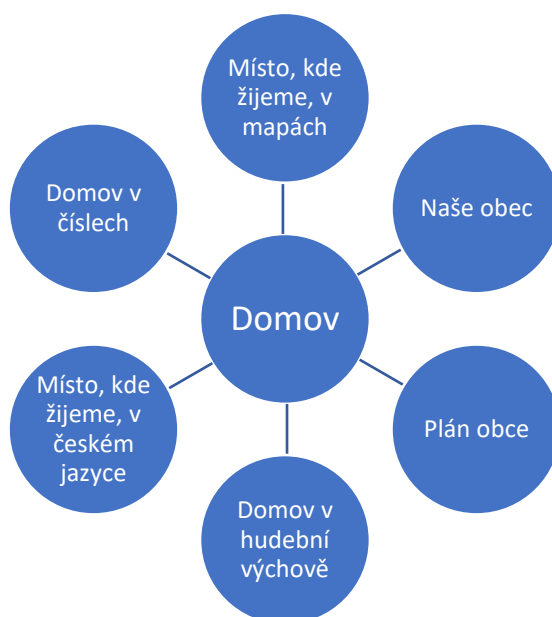 Místo, kde
žijeme, v
mapách
Domov v
číslech
Naše obec
Domov
Místo, kde
žijeme, v
českém
jazyce
Plán obce
Domov v
hudební
výchově